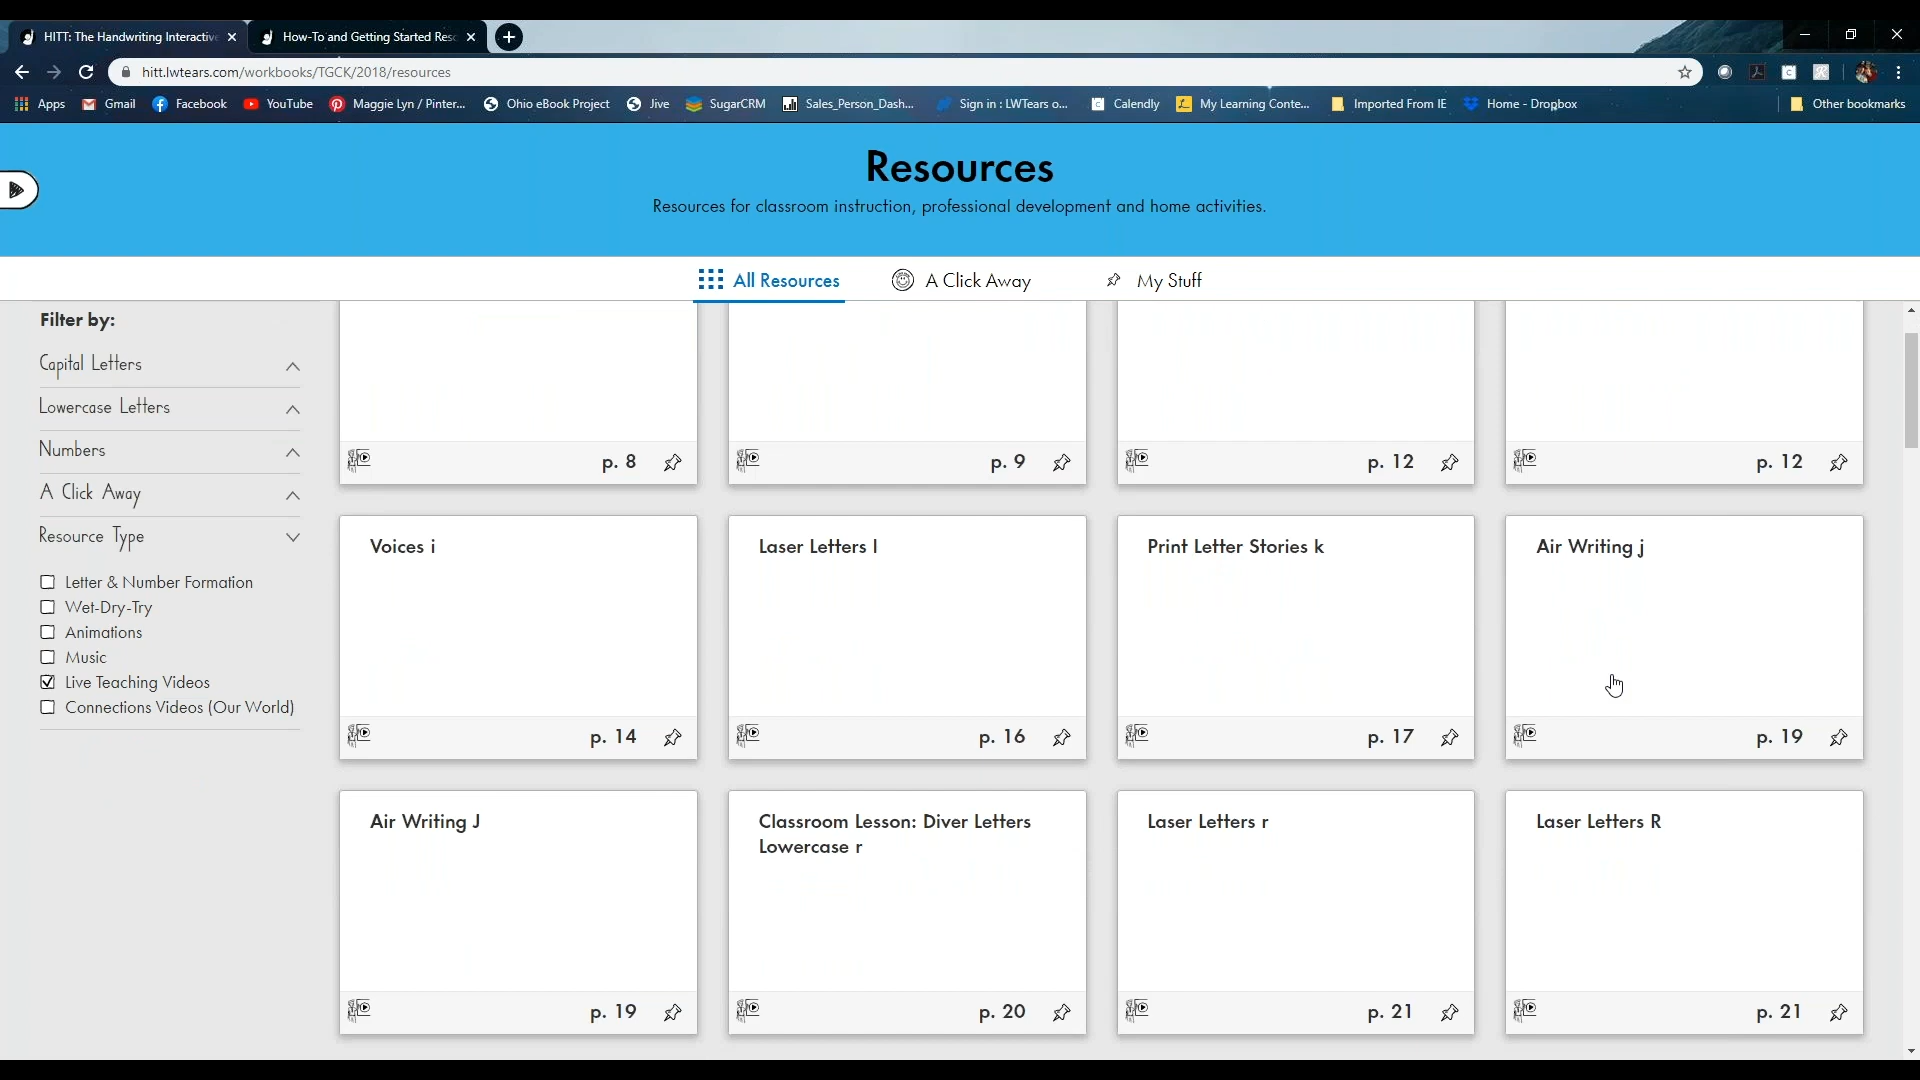 HITT: The Handwriting Interactive
How-To and Getting Started Reso
hitt.lwtears.com/workbooks/TGCK/2018/resources
Apps Gmail Facebook YouTube Maggie Lyn / Pinter... Ohio eBook Project Jive SugarCRM Sales_Person_Dash... Sign in : LWTears o... Calendly My Learning Conte... Imported From IE Home - Dropbox Other bookmarks
Resources
Resources for classroom instruction, professional development and home activities.
All Resources A Click Away My Stuff
Filter by:
Capital Letters
Lowercase Letters
Numbers
A Click Away
Resource Type
Letter & Number Formation
Wet-Dry-Try
Animations
Music
Live Teaching Videos
Connections Videos (Our World)
p. 8 p. 9 p. 12 p. 12
Voices i Laser Letters l Print Letter Stories k Air Writing j
p. 14 p. 16 p. 17 p. 19
Air Writing J Classroom Lesson: Diver Letters Laser Letters r Laser Letters R
Lowercase r
p. 19 p. 20 p. 21 p. 21